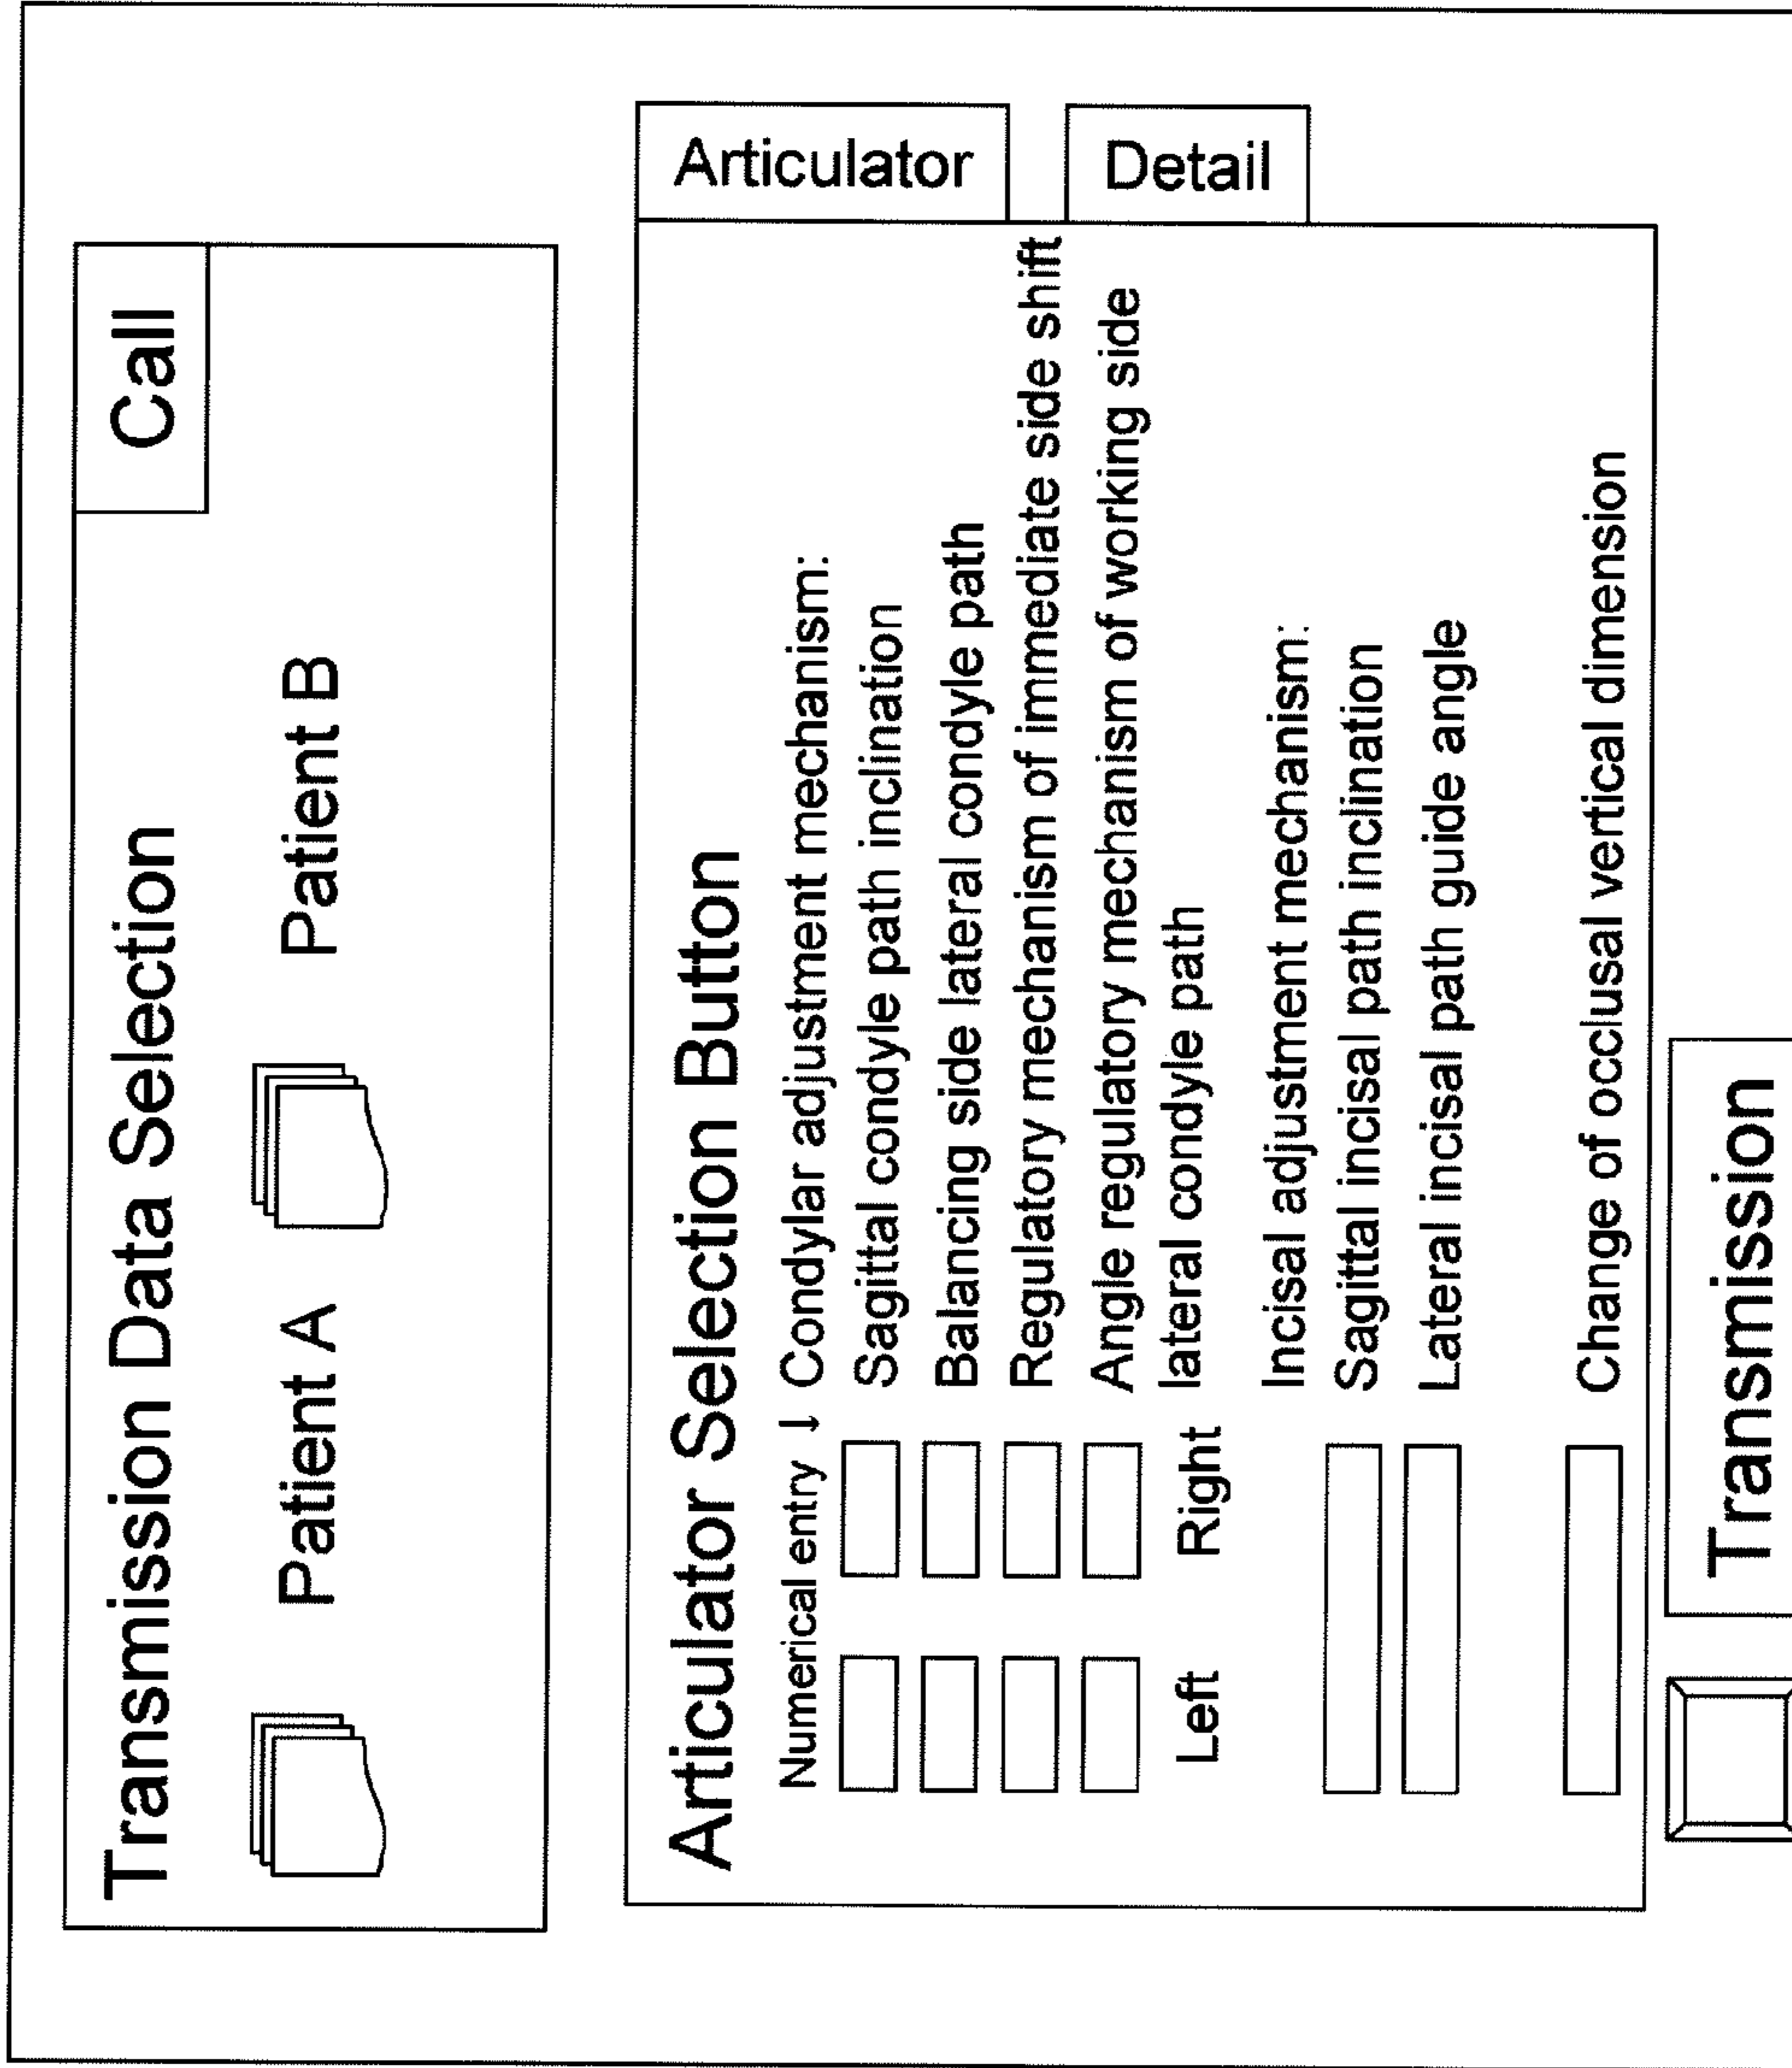 Transmission Data Selection
Call
Patient A
Patient B
Articulator Selection Button
Articulator
Detail
Numerical entry ↓ Condylar adjustment mechanism:
Sagittal condyle path inclination
Balancing side lateral condyle path
Regulatory mechanism of immediate side shift
Angle regulatory mechanism of working side
Left Right lateral condyle path
Incisal adjustment mechanism:
Sagittal incisal path inclination
Lateral incisal path guide angle
Change of occlusal vertical dimension
Transmission